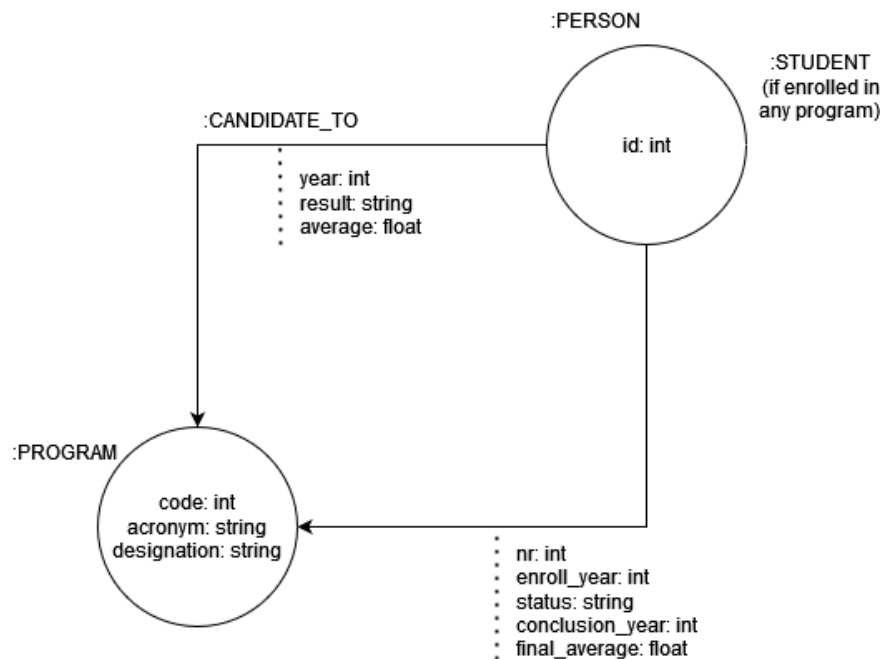 :PERSON
:STUDENT
(if enrolled in
any program)
:CANDIDATE_TO
id: int
year: int
result: string
average: float
:PROGRAM
code: int
acronym: string
designation: string
nr: int
enroll_year: int
status: string
conclusion_year: int
final_average: float